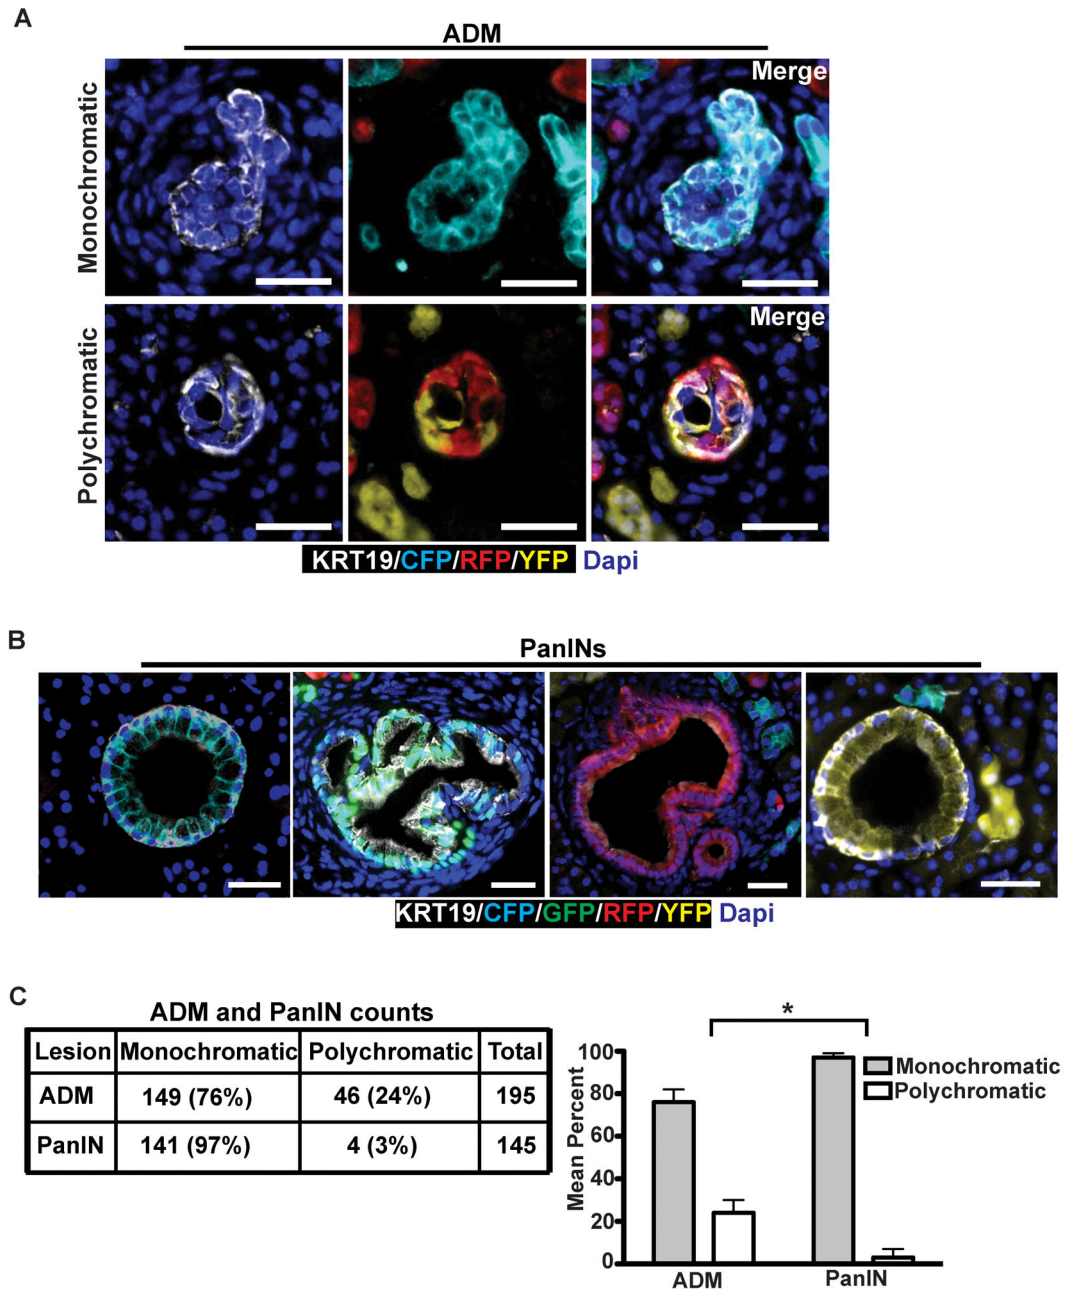 A
ADM
Monochromatic
Merge
Polychromatic
Merge
KRT19/CFP/RFP/YFP Dapi
B
PanINs
KRT19/CFP/GFP/RFP/YFP Dapi
C
ADM and PanIN counts
Lesion Monochromatic Polychromatic Total
ADM 149 (76%) 46 (24%) 195
PanIN 141 (97%) 4 (3%) 145
*
Mean Percent
100
80
60
40
20
0
ADM PanIN
Monochromatic
Polychromatic